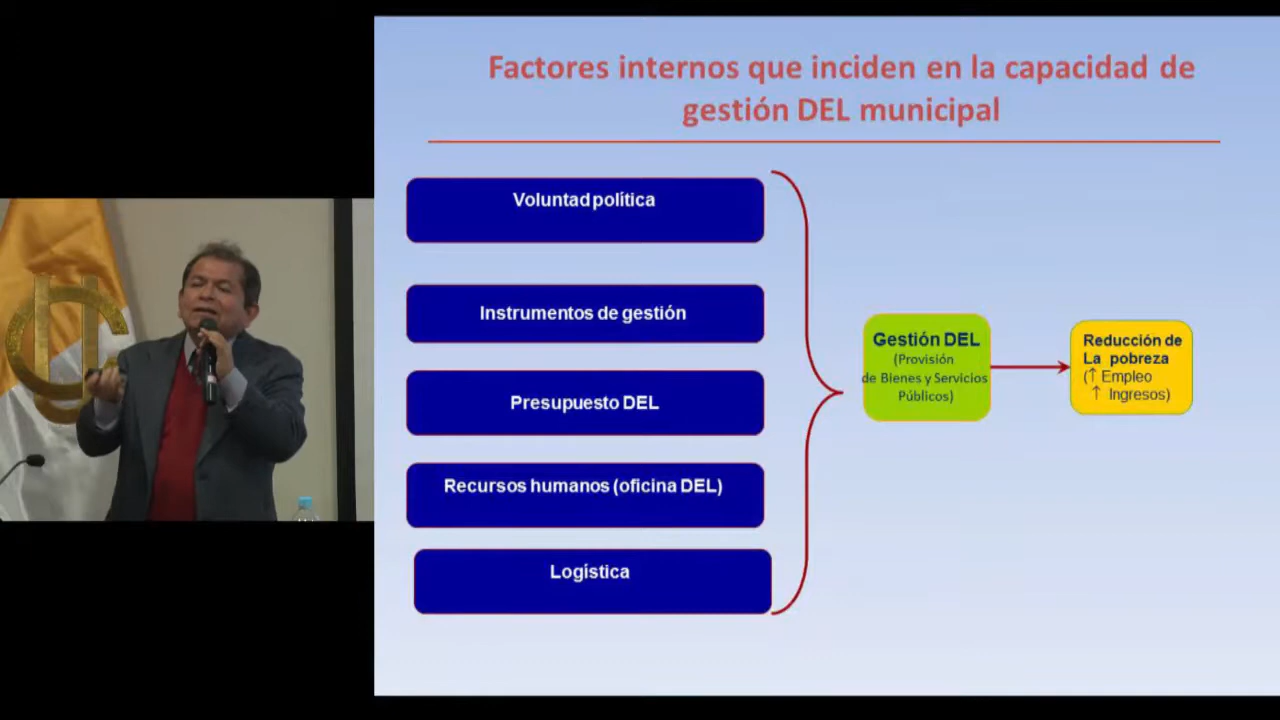 Factores internos que inciden en la capacidad de
gestión DEL municipal
Voluntad política
Instrumentos de gestión
Presupuesto DEL
Recursos humanos (oficina DEL)
Logística
Gestión DEL
(Provisión
de Bienes y Servicios
Públicos)
Reducción de
La pobreza
(↑ Empleo
↑ Ingresos)